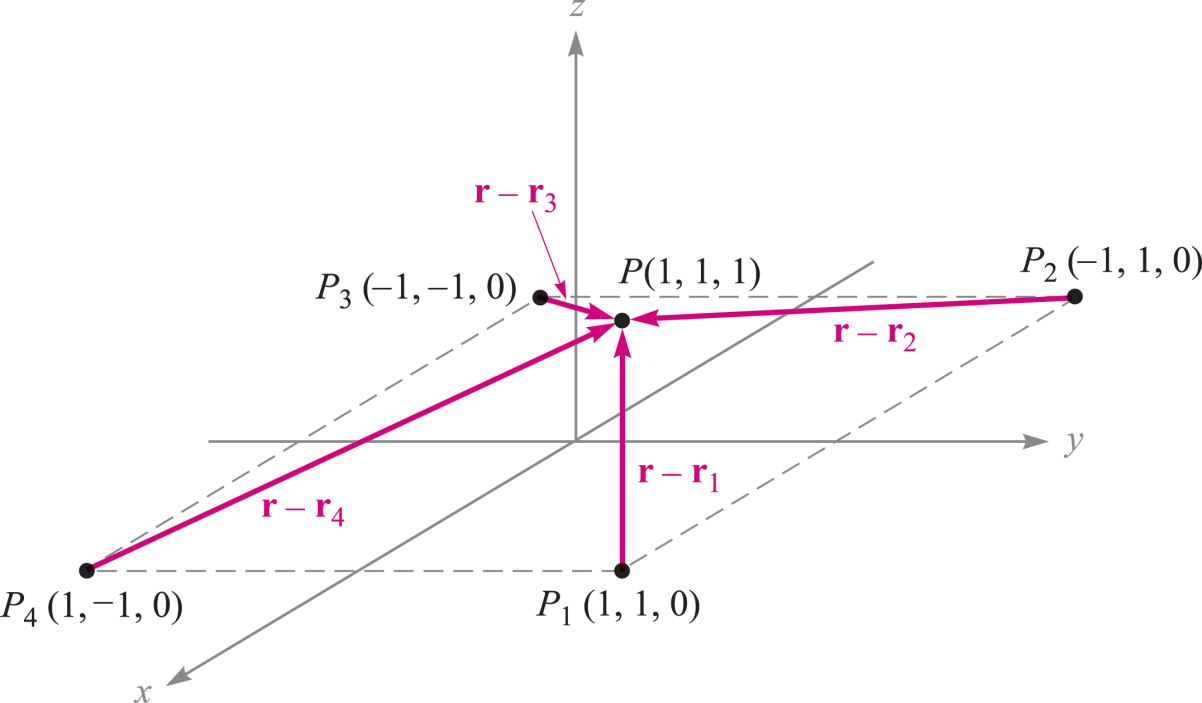 z
r – r₃
P(1, 1, 1)
P₂ (–1, 1, 0)
P₃ (–1, –1, 0)
r – r₂
y
r – r₁
r – r₄
P₄ (1, –1, 0)
P₁ (1, 1, 0)
x